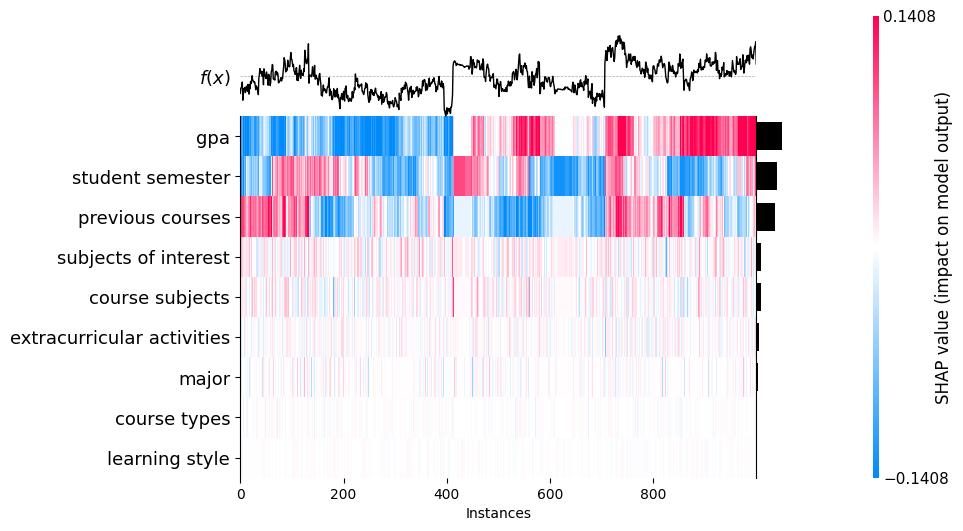 0.1408
f(x)
gpa
student semester
previous courses
subjects of interest
course subjects
extracurricular activities
major
course types
learning style
0 200 400 600 800
Instances
SHAP value (impact on model output)
−0.1408